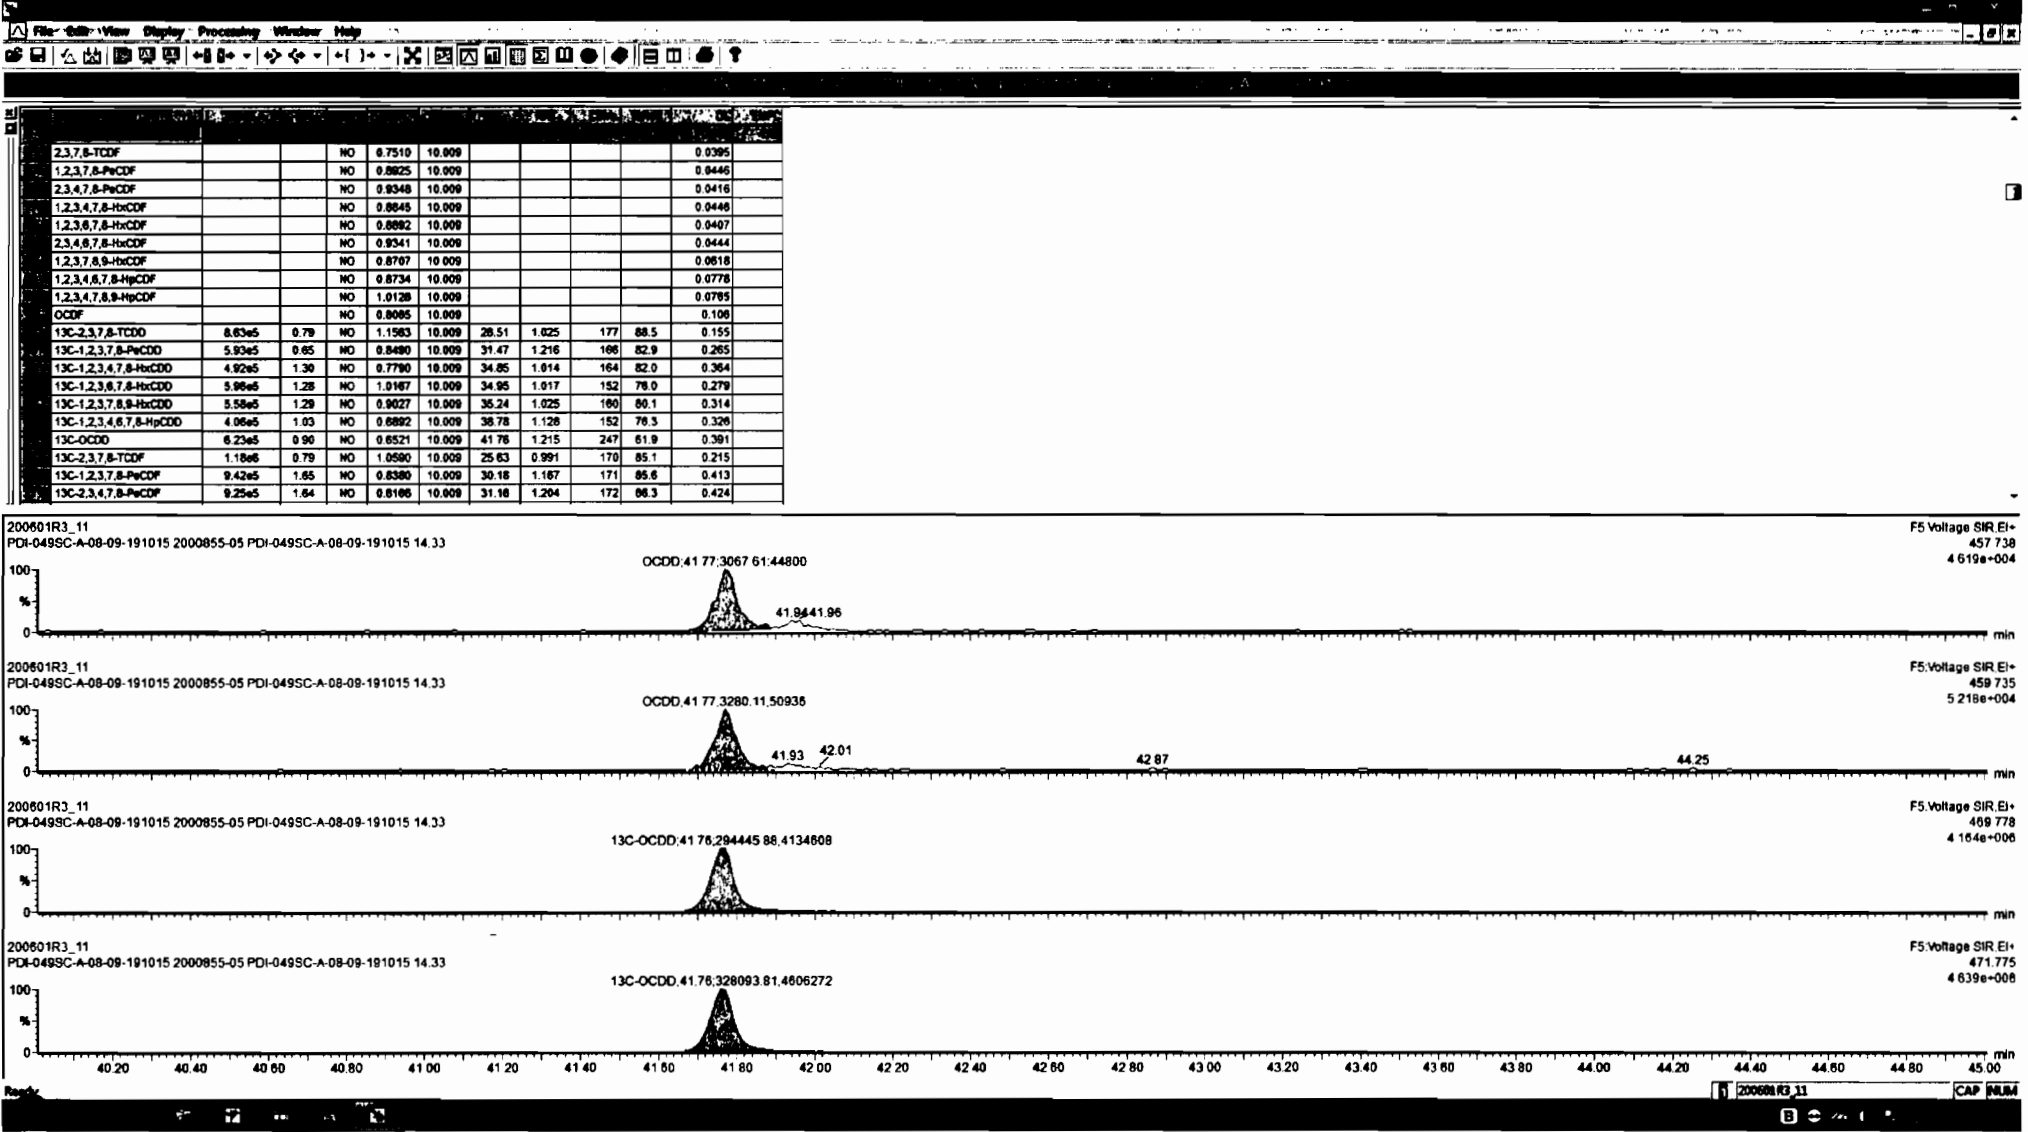 File Edit View Display Processing Window Help
2,3,7,8-TCDF NO 0.7510 10.009 0.0395
1,2,3,7,8-PeCDF NO 0.8925 10.009 0.0446
2,3,4,7,8-PeCDF NO 0.9348 10.009 0.0416
1,2,3,4,7,8-HxCDF NO 0.8845 10.009 0.0446
1,2,3,6,7,8-HxCDF NO 0.8892 10.009 0.0407
2,3,4,6,7,8-HxCDF NO 0.9341 10.009 0.0444
1,2,3,7,8,9-HxCDF NO 0.8707 10 009 0.0618
1,2,3,4,6,7,8-HpCDF NO 0.8734 10.009 0.0778
1,2,3,4,7,8,9-HpCDF NO 1.0128 10.009 0.0785
OCDF NO 0.8085 10.009 0.106
13C-2,3,7,8-TCDD 8.63e5 0.79 NO 1.1563 10.009 28.51 1.025 177 88.5 0.155
13C-1,2,3,7,8-PeCDD 5.93e5 0.65 NO 0.8490 10.009 31.47 1.216 166 82.9 0.265
13C-1,2,3,4,7,8-HxCDD 4.92e5 1.30 NO 0.7790 10.009 34.85 1.014 164 82.0 0.364
13C-1,2,3,6,7,8-HxCDD 5.96e5 1.28 NO 1.0167 10.009 34.95 1.017 152 76.0 0.279
13C-1,2,3,7,8,9-HxCDD 5.58e5 1.29 NO 0.9027 10.009 35.24 1.025 160 80.1 0.314
13C-1,2,3,4,6,7,8-HpCDD 4.06e5 1.03 NO 0.6892 10.009 38.78 1.128 152 76.3 0.326
13C-OCDD 6.23e5 0 90 NO 0.6521 10.009 41 76 1.215 247 61.9 0.391
13C-2,3,7,8-TCDF 1.18e6 0.79 NO 1.0590 10.009 25 63 0.991 170 85.1 0.215
13C-1,2,3,7,8-PeCDF 9.42e5 1.65 NO 0.8380 10.009 30.18 1.167 171 85.6 0.413
13C-2,3,4,7,8-PeCDF 9.25e5 1.64 NO 0.8166 10.009 31.16 1.204 172 86.3 0.424
200601R3_11 F5 Voltage SIR,EI+
PDI-049SC-A-08-09-191015 2000855-05 PDI-049SC-A-08-09-191015 14.33 457 738
4 619e+004
OCDD;41 77;3067 61;44800
100
%
41.94 41.96
0
min
200601R3_11 F5:Voltage SIR,EI+
PDI-049SC-A-08-09-191015 2000855-05 PDI-049SC-A-08-09-191015 14.33 459 735
5 218e+004
OCDD,41 77,3280.11,50936
100
%
41.93 42.01 42 87 44.25
0
min
200601R3_11 F5.Voltage SIR,EI+
PDI-049SC-A-08-09-191015 2000855-05 PDI-049SC-A-08-09-191015 14.33 469 778
4 164e+006
13C-OCDD;41 76,294445 88,4134608
100
%
0
min
200601R3_11 F5:Voltage SIR,EI+
PDI-049SC-A-08-09-191015 2000855-05 PDI-049SC-A-08-09-191015 14.33 471.775
4 639e+006
13C-OCDD,41.76,328093.81,4606272
100
%
0
min
40.20 40.40 40 60 40.80 41 00 41 20 41 40 41 60 41 80 42 00 42 20 42 40 42 60 42 80 43 00 43.20 43.40 43 60 43 80 44.00 44.20 44.40 44 60 44 80 45.00
Ready 200601R3_11 CAP NUM